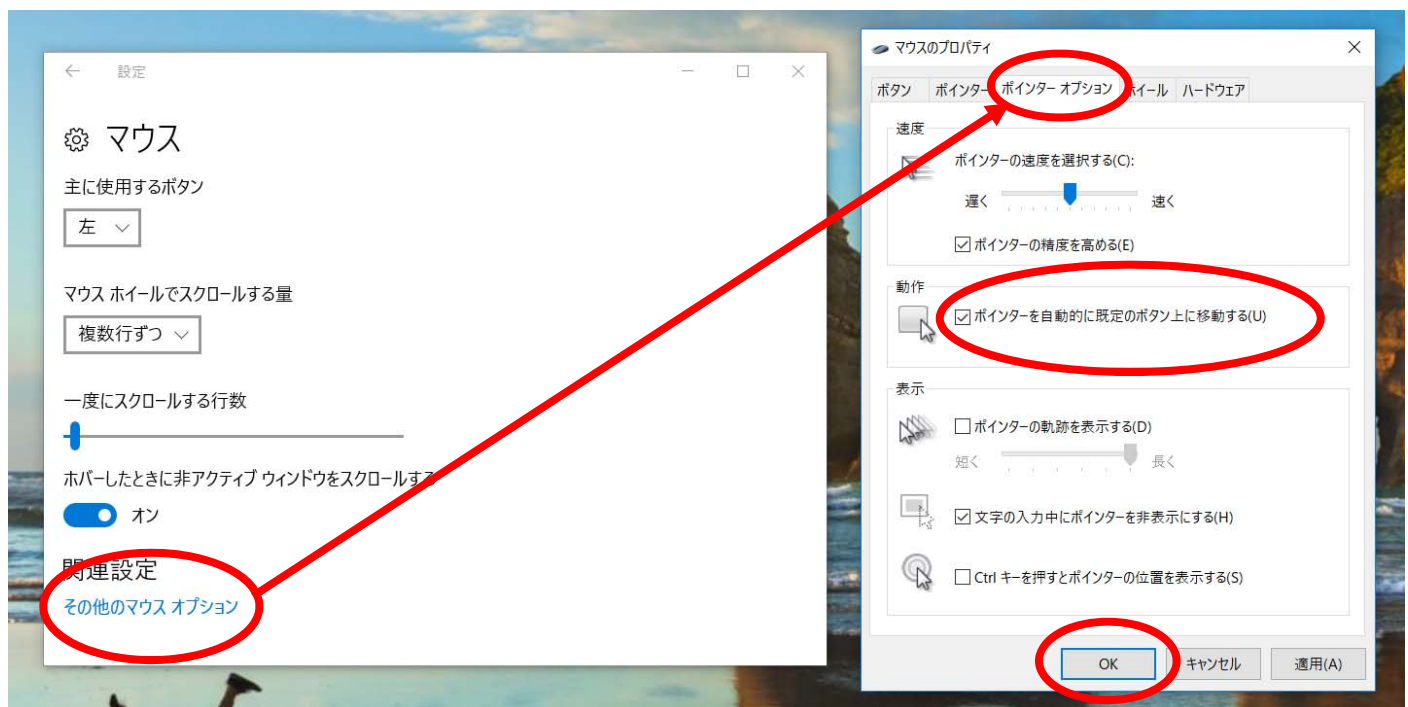 設定
マウス
主に使用するボタン
左
マウス ホイールでスクロールする量
複数行ずつ
一度にスクロールする行数
ホバーしたときに非アクティブ ウィンドウをスクロールする
オン
関連設定
その他のマウス オプション
マウスのプロパティ
ボタン ポインター ポインター オプション ホイール ハードウェア
速度
ポインターの速度を選択する(C):
遅く 速く
ポインターの精度を高める(E)
動作
ポインターを自動的に既定のボタン上に移動する(U)
表示
ポインターの軌跡を表示する(D)
短く 長く
文字の入力中にポインターを非表示にする(H)
Ctrl キーを押すとポインターの位置を表示する(S)
OK キャンセル 適用(A)